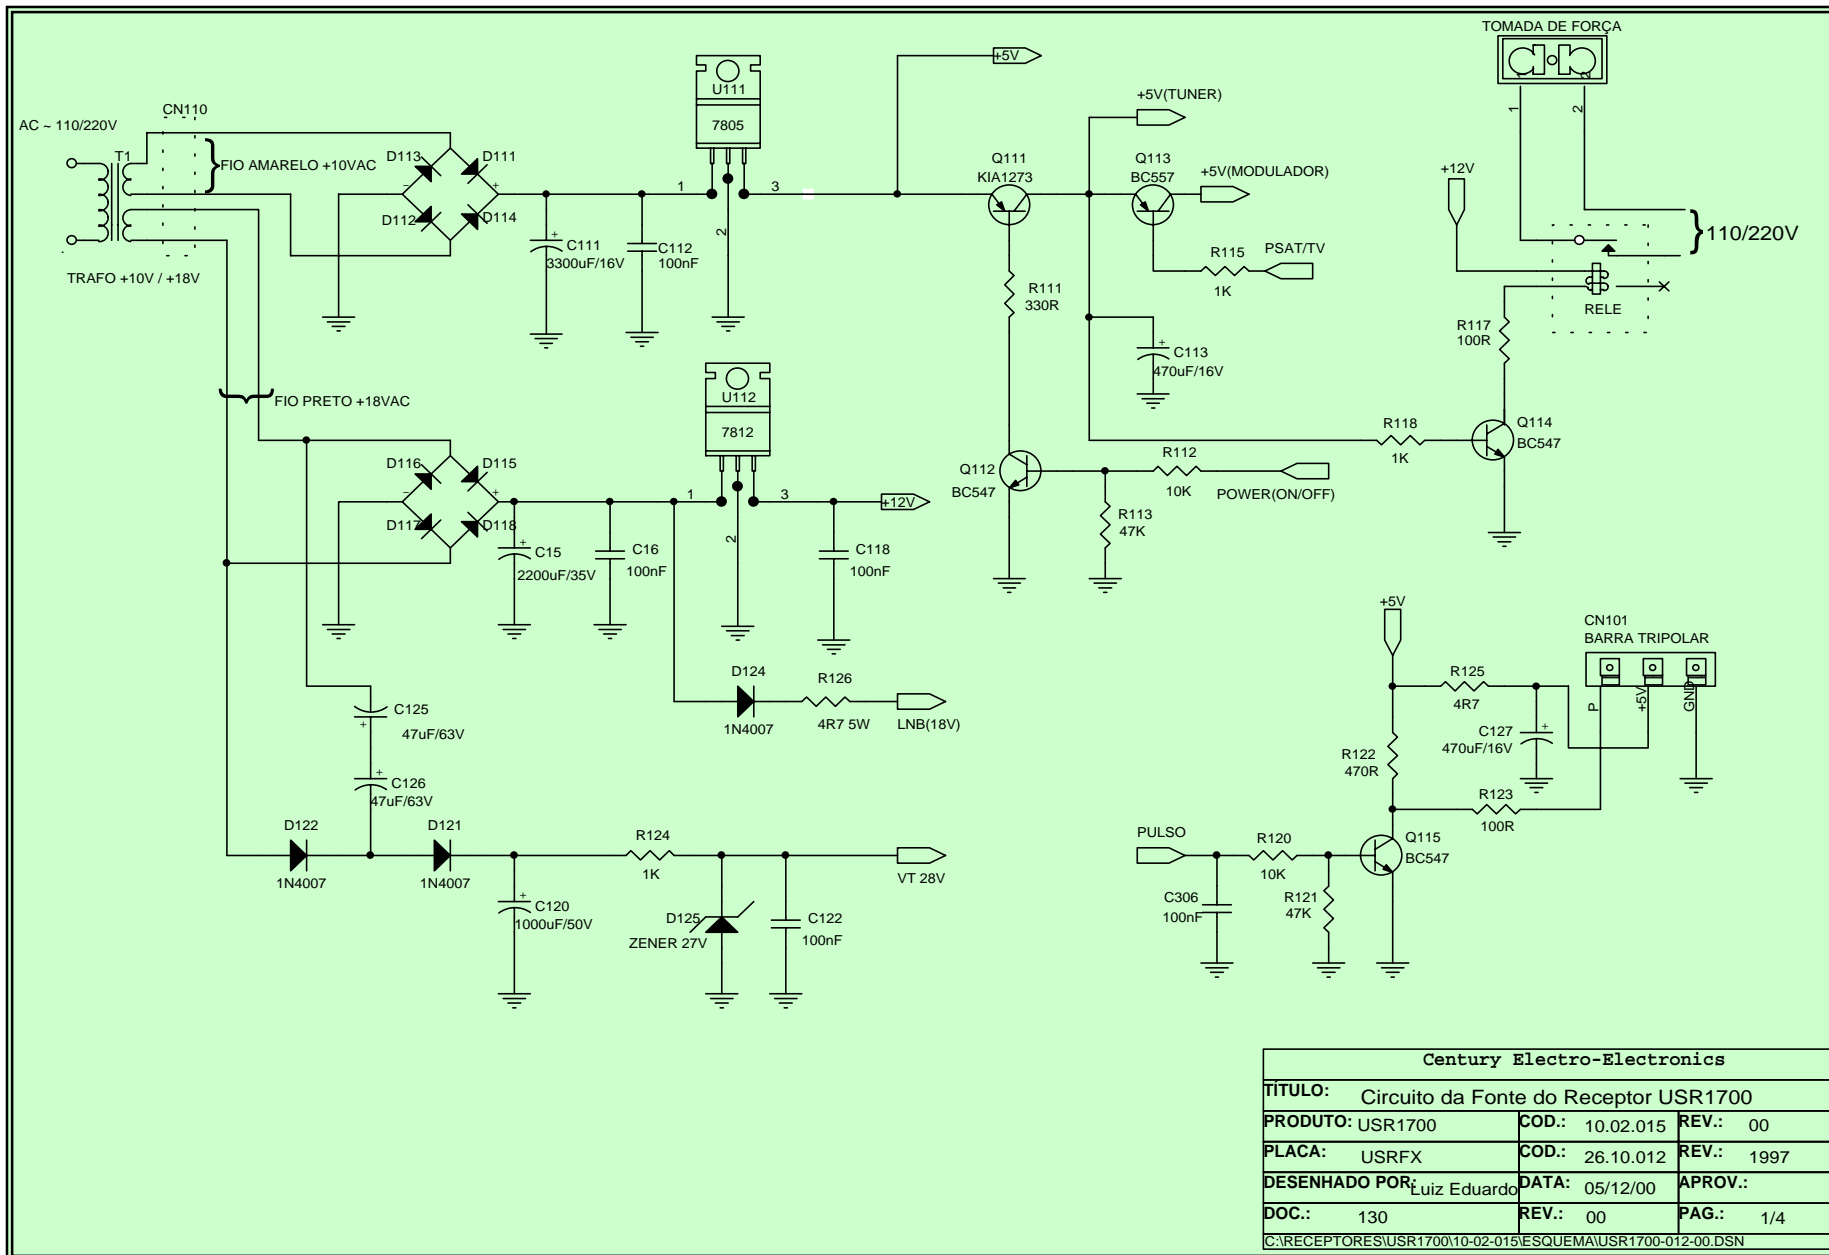 TOMADA DE FORÇA
1
2
1
2
+5V
U111
7805
1
3
2
+5V(TUNER)
CN110
AC ~ 110/220V
T1
FIO AMARELO +10VAC
D113
D111
D112
D114
-
+
TRAFO +10V / +18V
+
C111
3300uF/16V
C112
100nF
Q111
KIA1273
Q113
BC557
+5V(MODULADOR)
+12V
R115
1K
PSAT/TV
110/220V
RELE
R111
330R
R117
100R
+
C113
470uF/16V
FIO PRETO +18VAC
U112
7812
1
3
2
D116
D115
D117
D118
-
+
+12V
Q112
BC547
R112
10K
POWER(ON/OFF)
R118
1K
Q114
BC547
R113
47K
+
C15
2200uF/35V
C16
100nF
C118
100nF
+5V
CN101
BARRA TRIPOLAR
P
+5V
GND
D124
1N4007
R126
4R7 5W
LNB(18V)
R125
4R7
+
C125
47uF/63V
+
C126
47uF/63V
+
C127
470uF/16V
R122
470R
R123
100R
D122
1N4007
D121
1N4007
R124
1K
VT 28V
PULSO
R120
10K
Q115
BC547
+
C120
1000uF/50V
D125
ZENER 27V
C122
100nF
C306
100nF
R121
47K
Century Electro-Electronics
TÍTULO: Circuito da Fonte do Receptor USR1700
PRODUTO: USR1700 COD.: 10.02.015 REV.: 00
PLACA: USRFX COD.: 26.10.012 REV.: 1997
DESENHADO POR: Luiz Eduardo DATA: 05/12/00 APROV.:
DOC.: 130 REV.: 00 PAG.: 1/4
C:\RECEPTORES\USR1700\10-02-015\ESQUEMA\USR1700-012-00.DSN